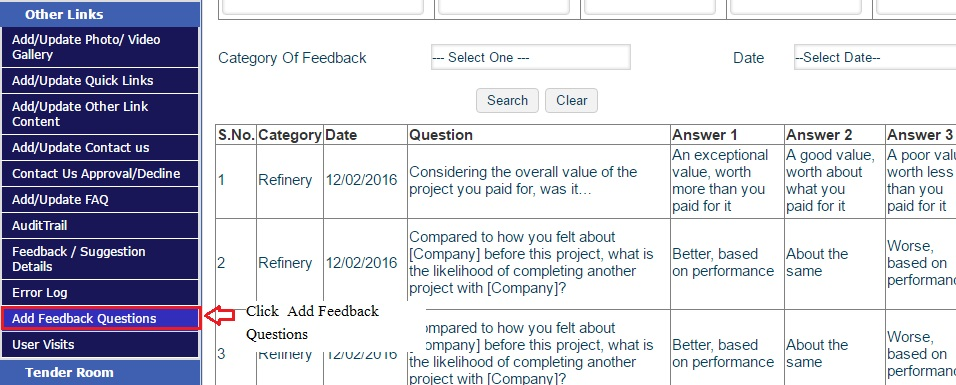 Other Links
Add/Update Photo/ Video
Gallery
Add/Update Quick Links
Add/Update Other Link
Content
Add/Update Contact us
Contact Us Approval/Decline
Add/Update FAQ
AuditTrail
Feedback / Suggestion
Details
Error Log
Add Feedback Questions
User Visits
Tender Room
Category Of Feedback
--- Select One ---
Date
--Select Date--
Search
Clear
S.No. Category Date Question Answer 1 Answer 2 Answer 3
1 Refinery 12/02/2016
Considering the overall value of the
project you paid for, was it...
An exceptional
value, worth
more than you
paid for it
A good value,
worth about
what you
paid for it
A poor
worth less
than you
paid for it
2 Refinery 12/02/2016
Compared to how you felt about
[Company] before this project, what is
the likelihood of completing another
project with [Company]?
Better, based
on performance
About the
same
Worse,
based on
Click Add Feedback
Questions
3 Refinery 12/02/2016
ompared to how you felt about
ompany] before this project, what is
the likelihood of completing another
project with [Company]?
Better, based
on performance
About the
same
Worse,
based on